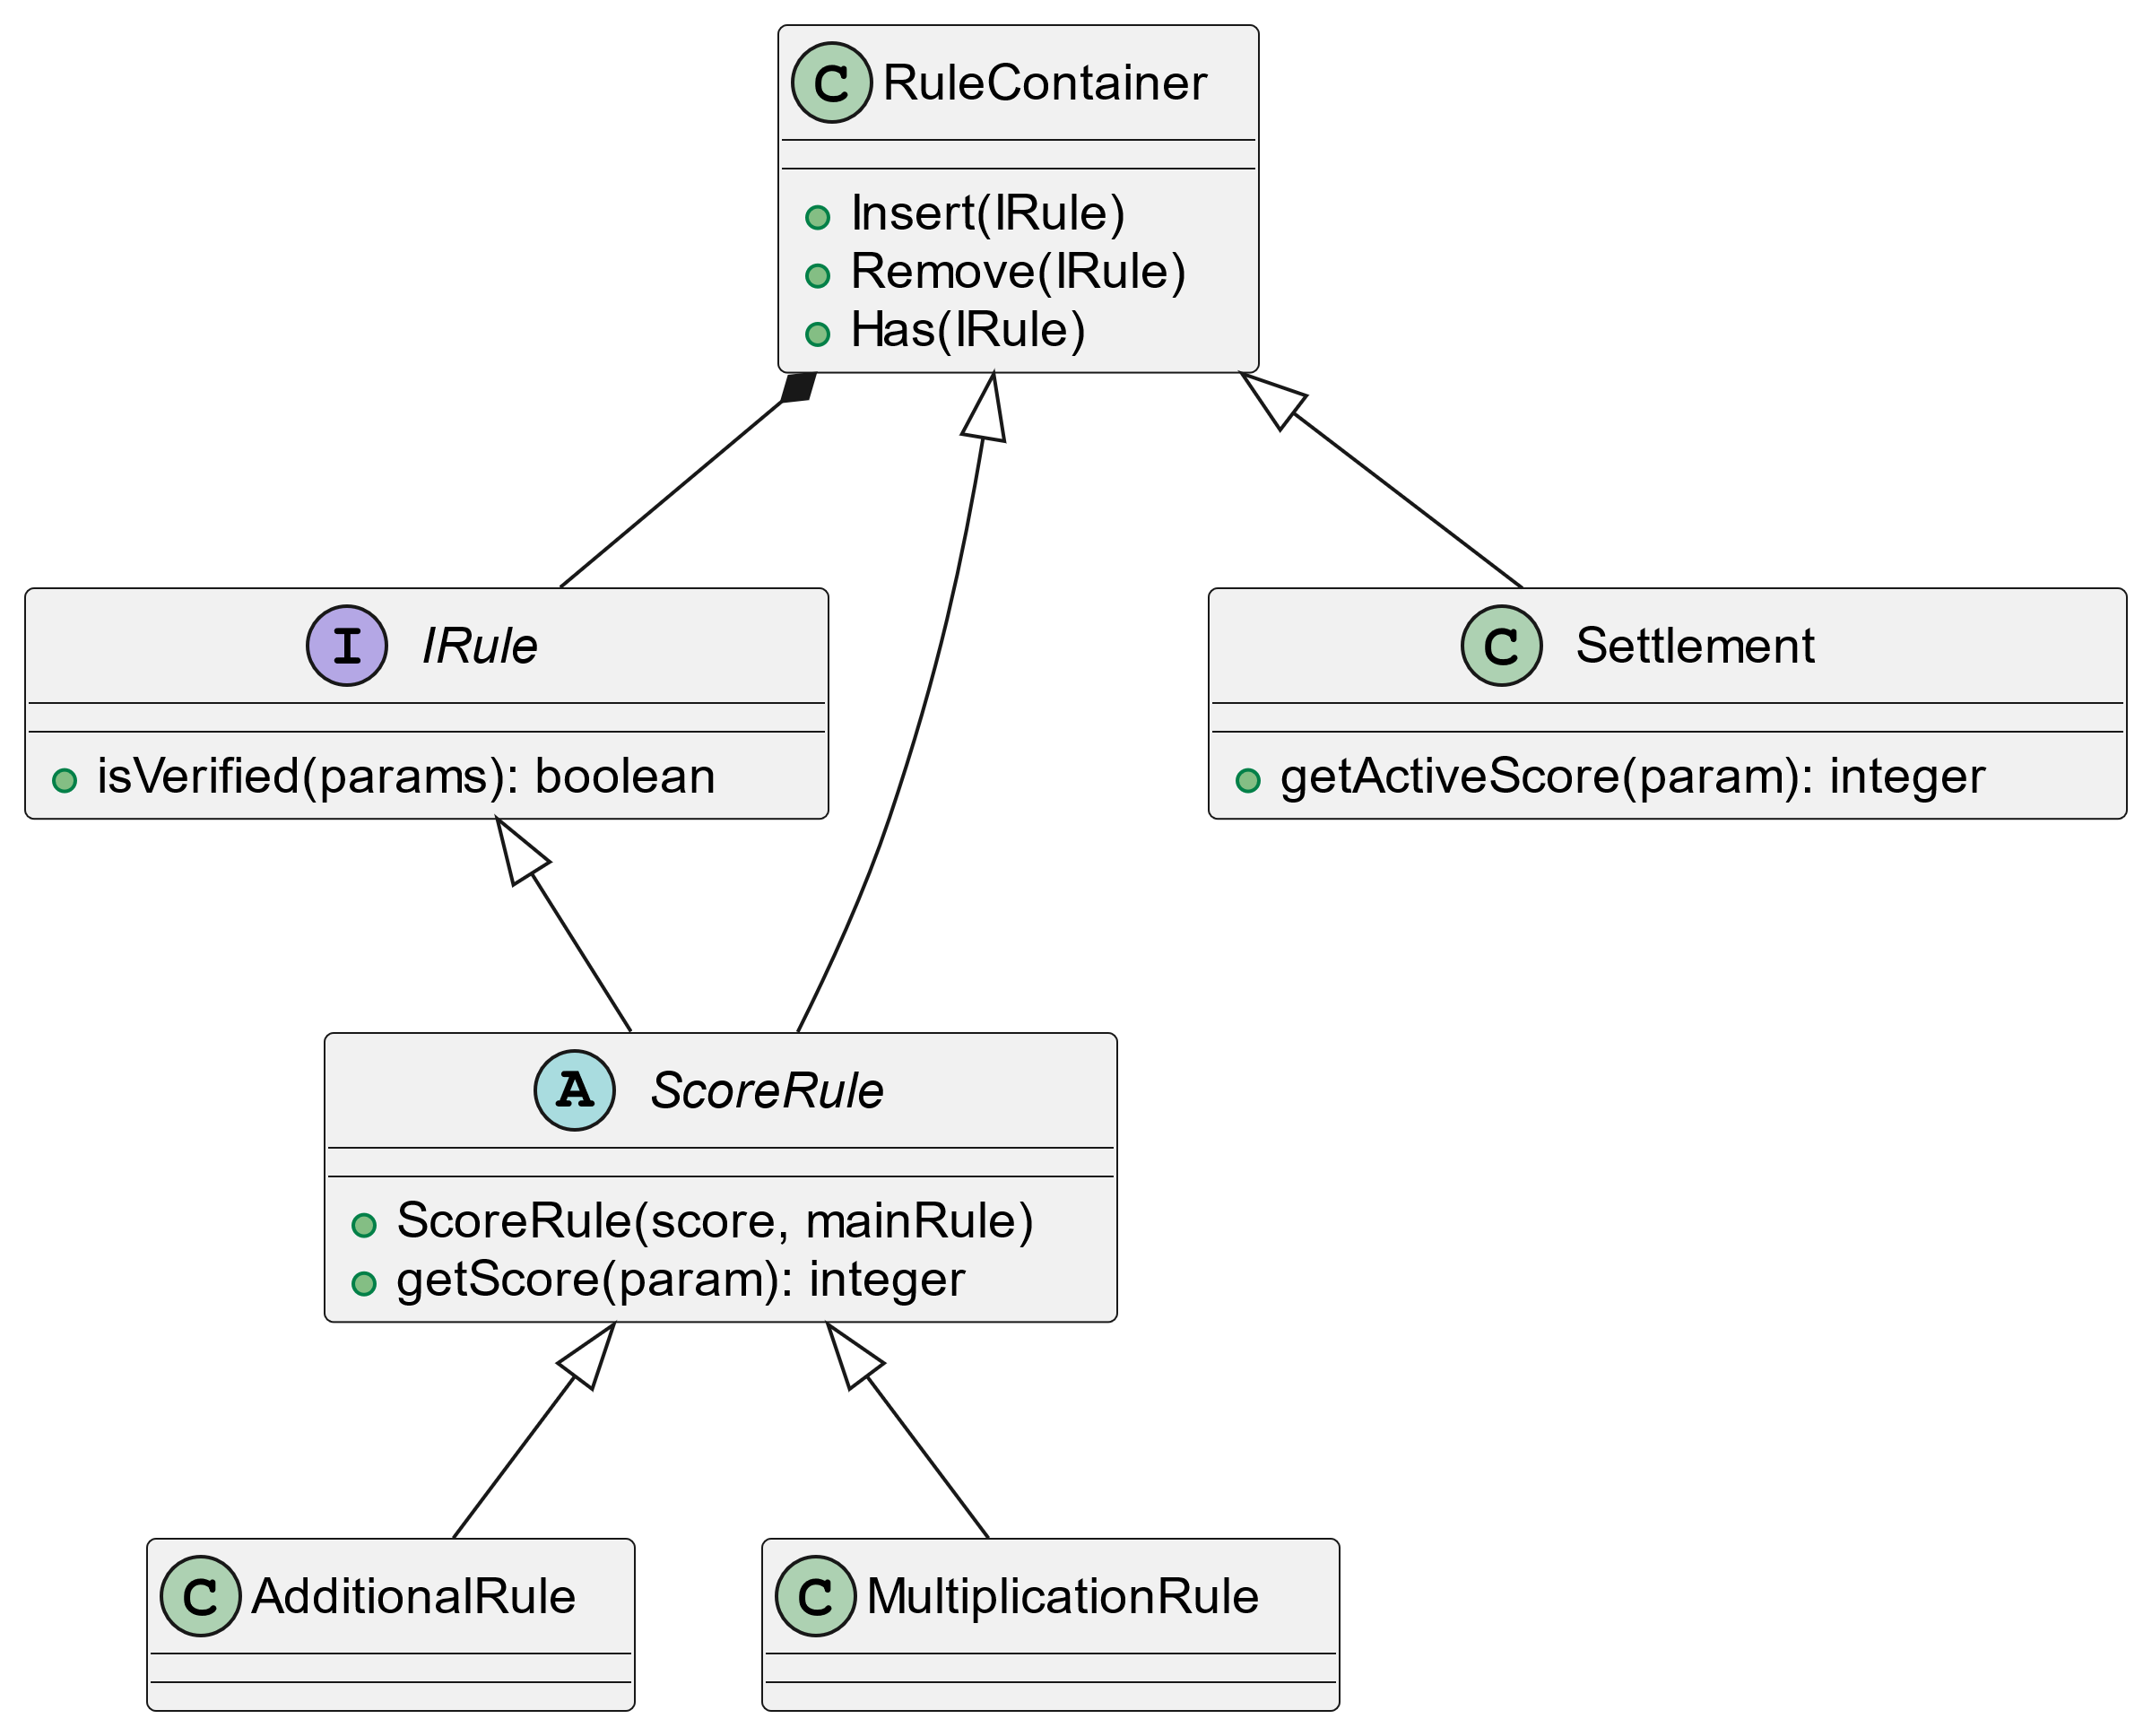 C RuleContainer
Insert(IRule)
Remove(IRule)
Has(IRule)
I IRule
isVerified(params): boolean
C Settlement
getActiveScore(param): integer
A ScoreRule
ScoreRule(score, mainRule)
getScore(param): integer
C AdditionalRule
C MultiplicationRule